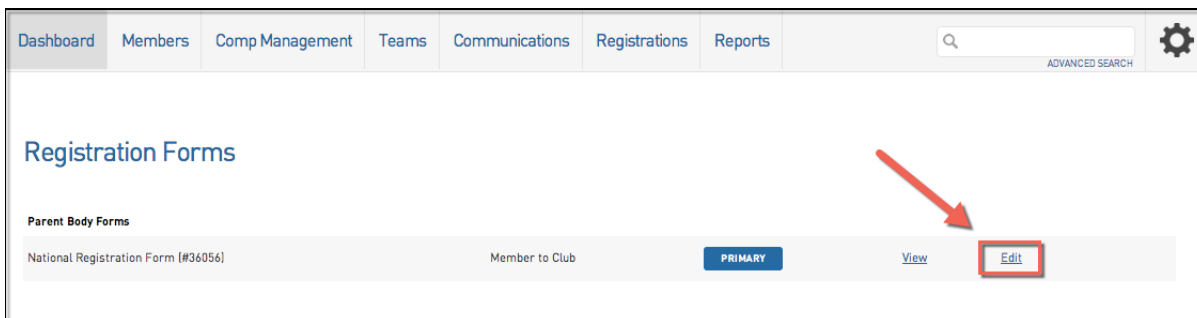 Dashboard Members Comp Management Teams Communications Registrations Reports
ADVANCED SEARCH
Registration Forms
Parent Body Forms
National Registration Form (#36056) Member to Club PRIMARY View Edit